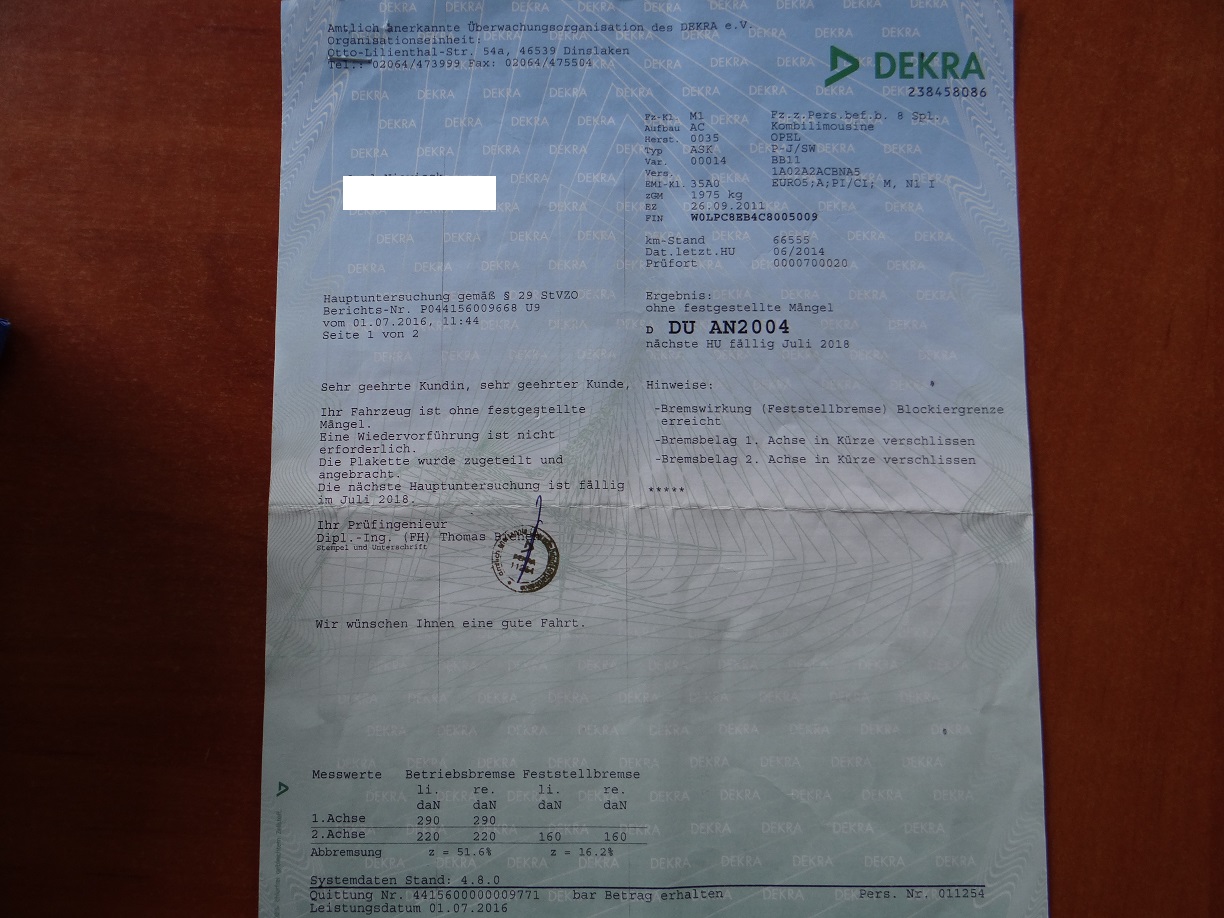 Amtlich anerkannte Überwachungsorganisation des DEKRA e.V.
Organisationseinheit:
Otto-Lilienthal-Str. 54a, 46539 Dinslaken
Tel.: 02064/473999 Fax: 02064/475504
DEKRA
238458086
Fz-Kl. M1 Fz.z.Pers.bef.b. 8 Spl.
Aufbau AC Kombilimousine
Herst. 0035 OPEL
Typ ASK P-J/SW
Var. 00014 BB11
Vers. 1A02A2ACBNA5
EMI-Kl. 35A0 EURO5;A;PI/CI; M, N1 I
zGM 1975 kg
EZ 26.09.2011
FIN W0LPC8EB4C8005009
km-Stand 66555
Dat.letzt.HU 06/2014
Prüfort 0000700020
Hauptuntersuchung gemäß § 29 StVZO
Berichts-Nr. P044156009668 U9
vom 01.07.2016, 11:44
Seite 1 von 2
Ergebnis:
ohne festgestellte Mängel
D DU AN2004
nächste HU fällig Juli 2018
Sehr geehrte Kundin, sehr geehrter Kunde,
Ihr Fahrzeug ist ohne festgestellte
Mängel.
Eine Wiedervorführung ist nicht
erforderlich.
Die Plakette wurde zugeteilt und
angebracht.
Die nächste Hauptuntersuchung ist fällig
im Juli 2018.
Hinweise:
-Bremswirkung (Feststellbremse) Blockiergrenze
erreicht
-Bremsbelag 1. Achse in Kürze verschlissen
-Bremsbelag 2. Achse in Kürze verschlissen
*****
Ihr Prüfingenieur
Dipl.-Ing. (FH) Thomas
Stempel und Unterschrift
Wir wünschen Ihnen eine gute Fahrt.
Messwerte Betriebsbremse Feststellbremse
li. re. li. re.
daN daN daN daN
1.Achse 290 290
2.Achse 220 220 160 160
Abbremsung z = 51.6% z = 16.2%
Systemdaten Stand: 4.8.0
Quittung Nr. 4415600000009771 bar Betrag erhalten Pers. Nr. 011254
Leistungsdatum 01.07.2016